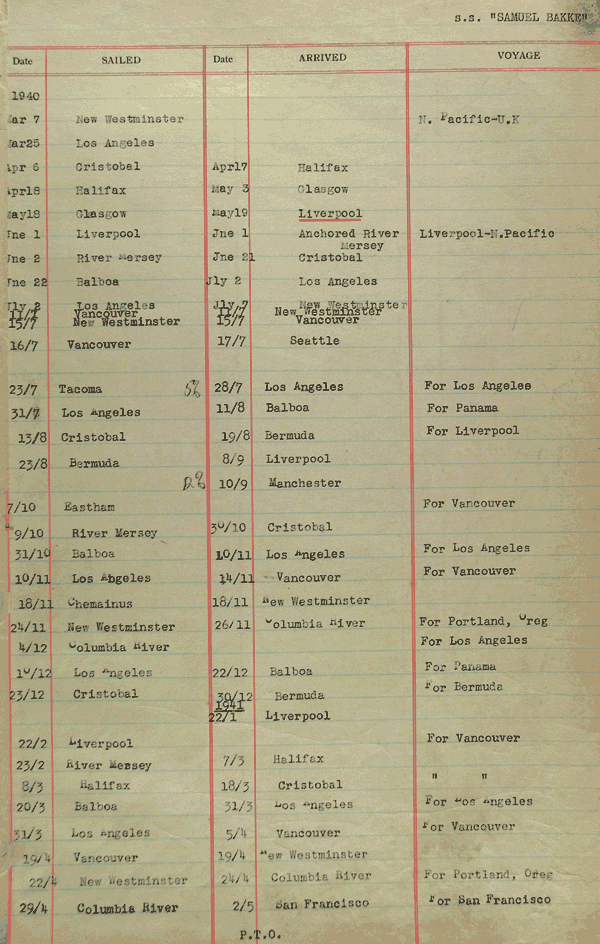 s.s. "SAMUEL BAKKE"
Date SAILED Date ARRIVED VOYAGE
1940
Mar 7 New Westminster N. Pacific-U.K
Mar25 Los Angeles
Apr 6 Cristobal Apr17 Halifax
Apr18 Halifax May 3 Glasgow
May18 Glasgow May19 Liverpool
Jne 1 Liverpool Jne 1 Anchored River Liverpool-N.Pacific
Mersey
Jne 2 River Mersey Jne 21 Cristobal
Jne 22 Balboa Jly 2 Los Angeles
Jly 2 Los Angeles Jly 7 New Westminster
11/7 Vancouver 11/7 New Westminster
15/7 New Westminster 15/7 Vancouver
16/7 Vancouver 17/7 Seattle
23/7 Tacoma 28/7 Los Angeles For Los Angeles
31/7 Los Angeles 11/8 Balboa For Panama
13/8 Cristobal 19/8 Bermuda For Liverpool
23/8 Bermuda 8/9 Liverpool
10/9 Manchester
7/10 Eastham For Vancouver
9/10 River Mersey 30/10 Cristobal
31/10 Balboa 10/11 Los Angeles For Los Angeles
10/11 Los Angeles 14/11 Vancouver For Vancouver
18/11 Chemainus 18/11 New Westminster
24/11 New Westminster 26/11 Columbia River For Portland, Oreg
4/12 Columbia River For Los Angeles
10/12 Los Angeles 22/12 Balboa For Panama
23/12 Cristobal 30/12 Bermuda For Bermuda
1941
22/1 Liverpool
22/2 Liverpool For Vancouver
23/2 River Messey 7/3 Halifax
8/3 Halifax 18/3 Cristobal " "
20/3 Balboa 31/3 Los Angeles For Los Angeles
31/3 Los Angeles 5/4 Vancouver For Vancouver
19/4 Vancouver 19/4 New Westminster
22/4 New Westminster 24/4 Columbia River For Portland, Oreg
29/4 Columbia River 2/5 San Francisco For San Francisco
P.T.O.